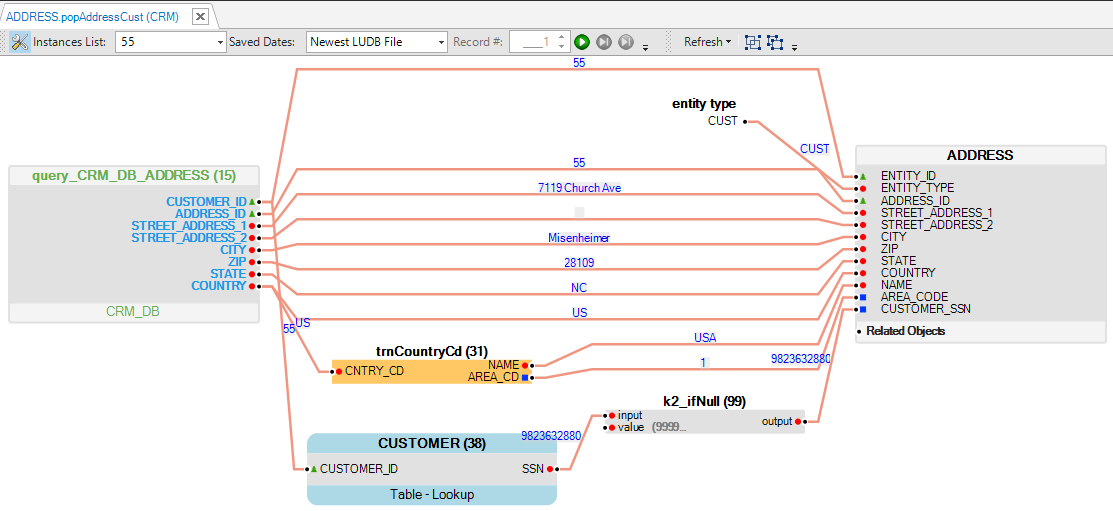 ADDRESS.popAddressCust (CRM)
Instances List: 55 Saved Dates: Newest LUDB File Record #: ___1 Refresh
55
entity type
CUST
CUST
ADDRESS
query_CRM_DB_ADDRESS (15)
55
ENTITY_ID
7119 Church Ave
ENTITY_TYPE
CUSTOMER_ID
ADDRESS_ID
ADDRESS_ID
STREET_ADDRESS_1
STREET_ADDRESS_1
STREET_ADDRESS_2
STREET_ADDRESS_2
Misenheimer
CITY
CITY
ZIP
28109
ZIP
STATE
STATE
NC
COUNTRY
COUNTRY
NAME
AREA_CODE
CUSTOMER_SSN
CRM_DB
US
55
US
Related Objects
USA
trnCountryCd (31)
1
9823632880
CNTRY_CD
NAME
AREA_CD
k2_ifNull (99)
input
value (9999...
output
9823632880
CUSTOMER (38)
CUSTOMER_ID
SSN
Table - Lookup